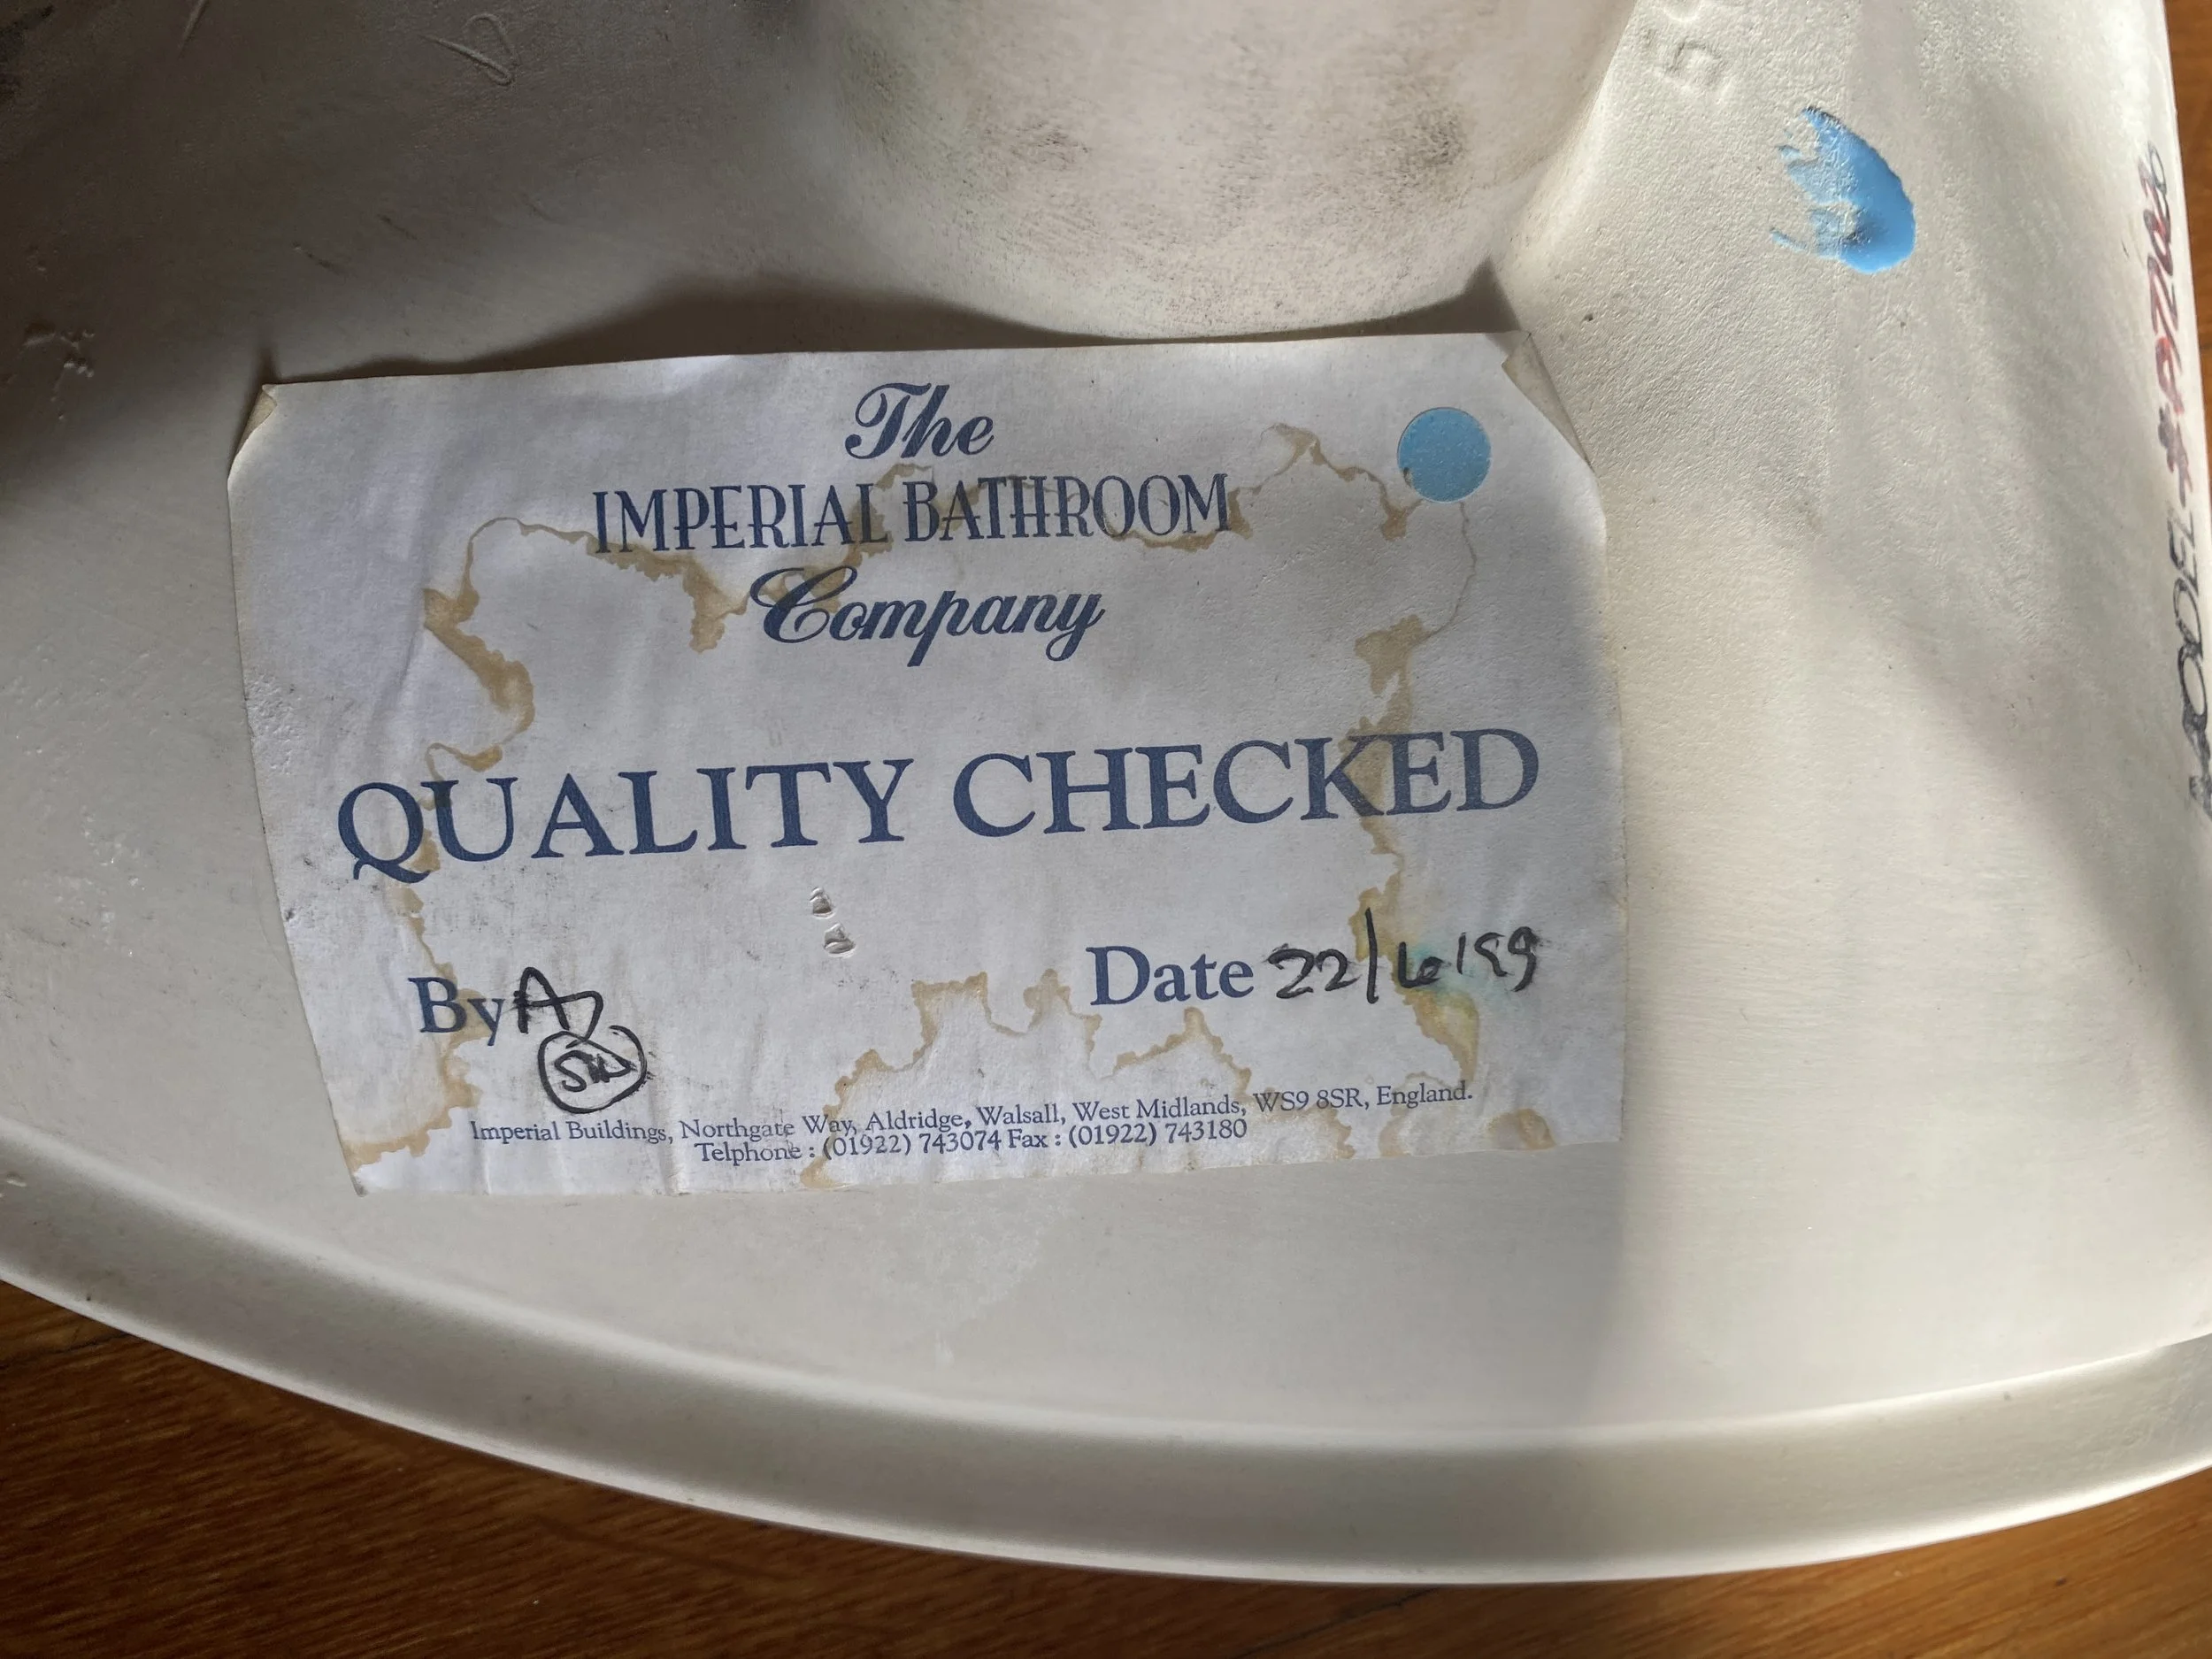 The
IMPERIAL BATHROOM
Company
QUALITY CHECKED
By
Date 22/6/99
SW
Imperial Buildings, Northgate Way, Aldridge, Walsall, West Midlands, WS9 8SR, England.
Telphone : (01922) 743074 Fax : (01922) 743180